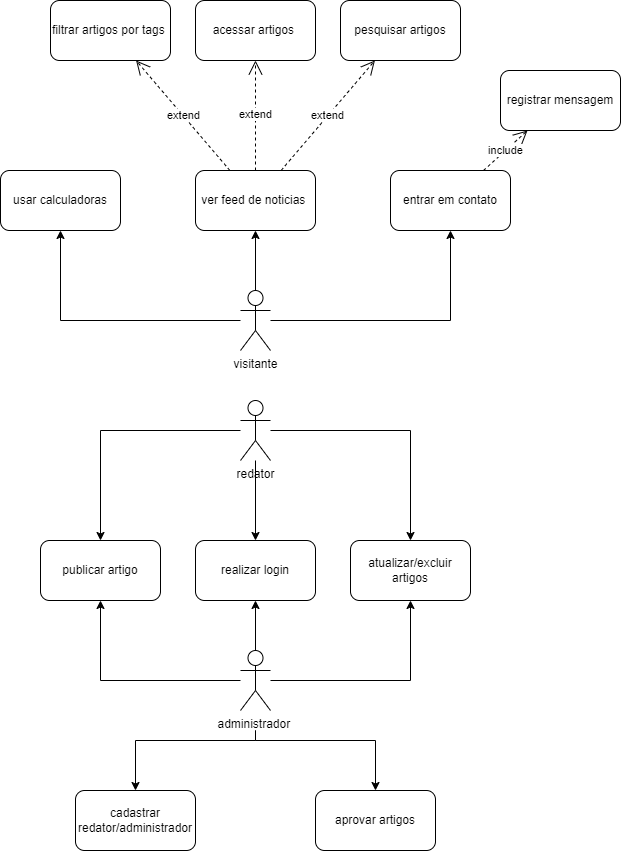 filtrar artigos por tags
acessar artigos
pesquisar artigos
registrar mensagem
extend
extend
extend
include
usar calculadoras
ver feed de noticias
entrar em contato
visitante
redator
publicar artigo
realizar login
atualizar/excluir
artigos
administrador
cadastrar
redator/administrador
aprovar artigos